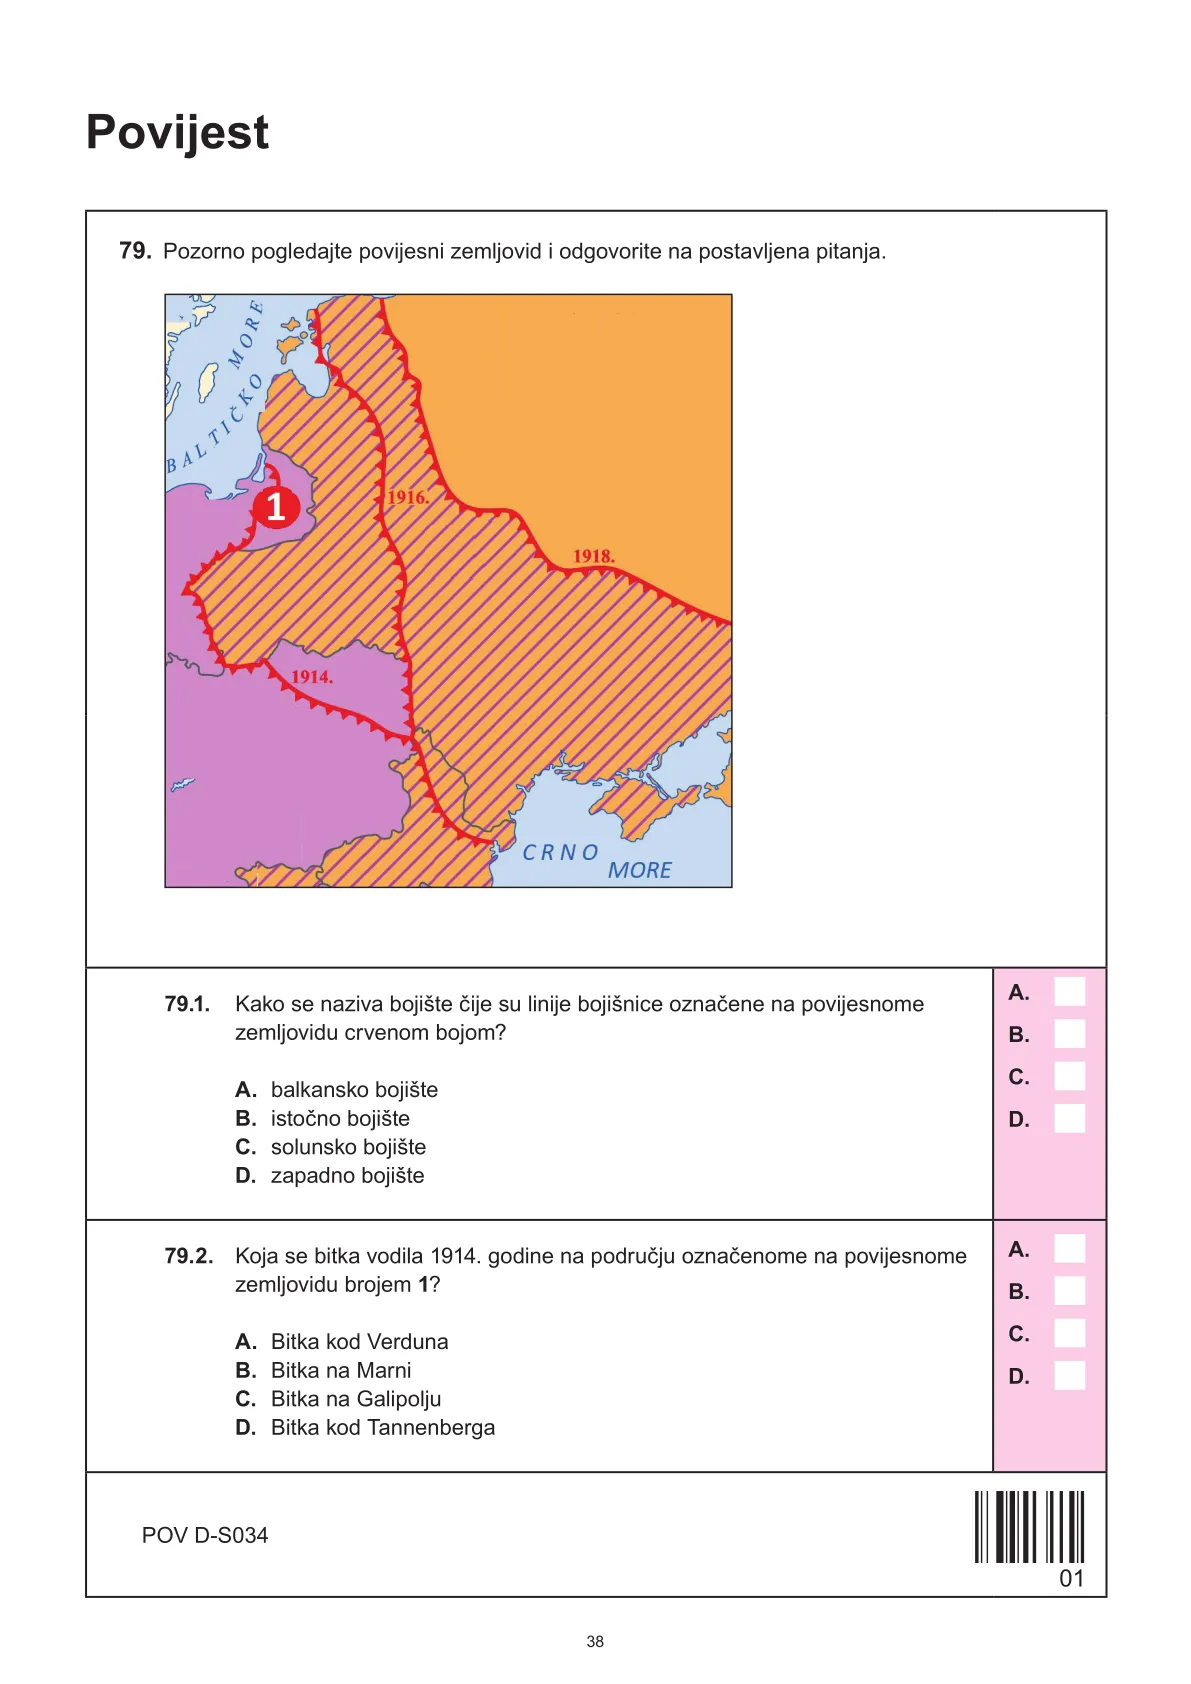 Povijest
79. Pozorno pogledajte povijesni zemljovid i odgovorite na postavljena pitanja.
BALTIČKO MORE
1
1916.
1918.
1914.
CRNO
MORE
79.1. Kako se naziva bojište čije su linije bojišnice označene na povijesnome
zemljovidu crvenom bojom?
A. balkansko bojište
B. istočno bojište
C. solunsko bojište
D. zapadno bojište
A.
B.
C.
D.
79.2. Koja se bitka vodila 1914. godine na području označenome na povijesnome
zemljovidu brojem 1?
A. Bitka kod Verduna
B. Bitka na Marni
C. Bitka na Galipolju
D. Bitka kod Tannenberga
A.
B.
C.
D.
POV D-S034
01
38